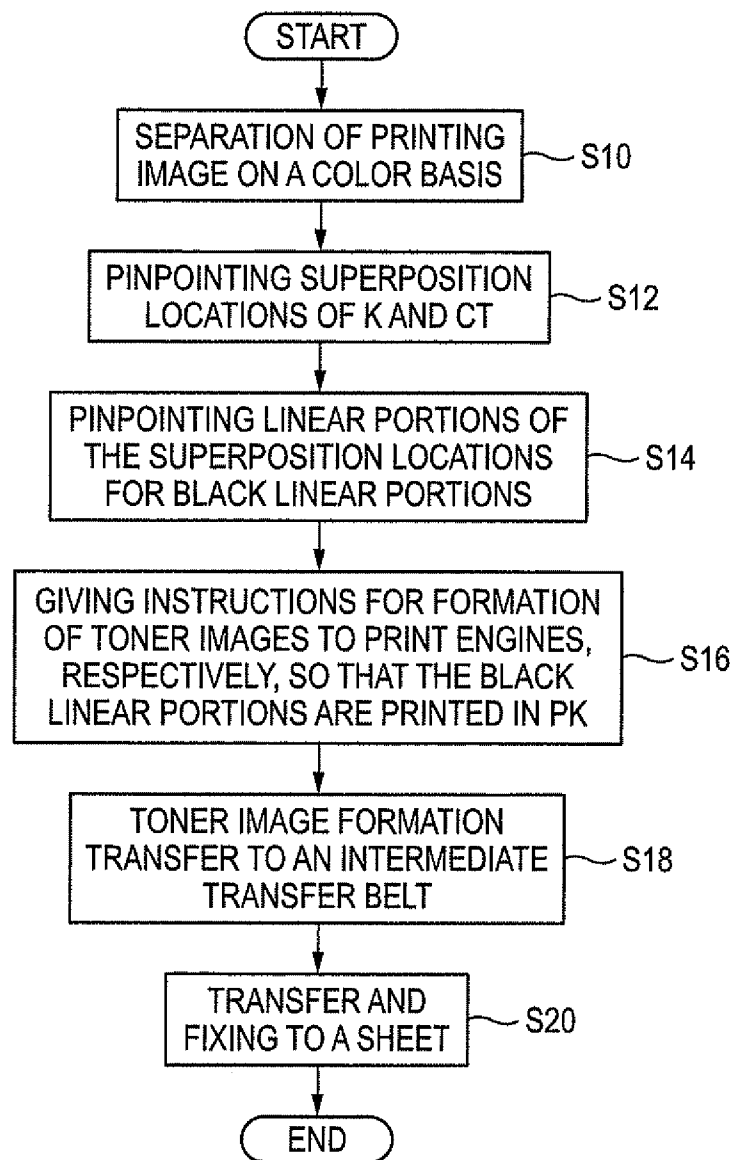 START
SEPARATION OF PRINTING
IMAGE ON A COLOR BASIS
S10
PINPOINTING SUPERPOSITION
LOCATIONS OF K AND CT
S12
PINPOINTING LINEAR PORTIONS OF
THE SUPERPOSITION LOCATIONS
FOR BLACK LINEAR PORTIONS
S14
GIVING INSTRUCTIONS FOR FORMATION
OF TONER IMAGES TO PRINT ENGINES,
RESPECTIVELY, SO THAT THE BLACK
LINEAR PORTIONS ARE PRINTED IN PK
S16
TONER IMAGE FORMATION
TRANSFER TO AN INTERMEDIATE
TRANSFER BELT
S18
TRANSFER AND
FIXING TO A SHEET
S20
END